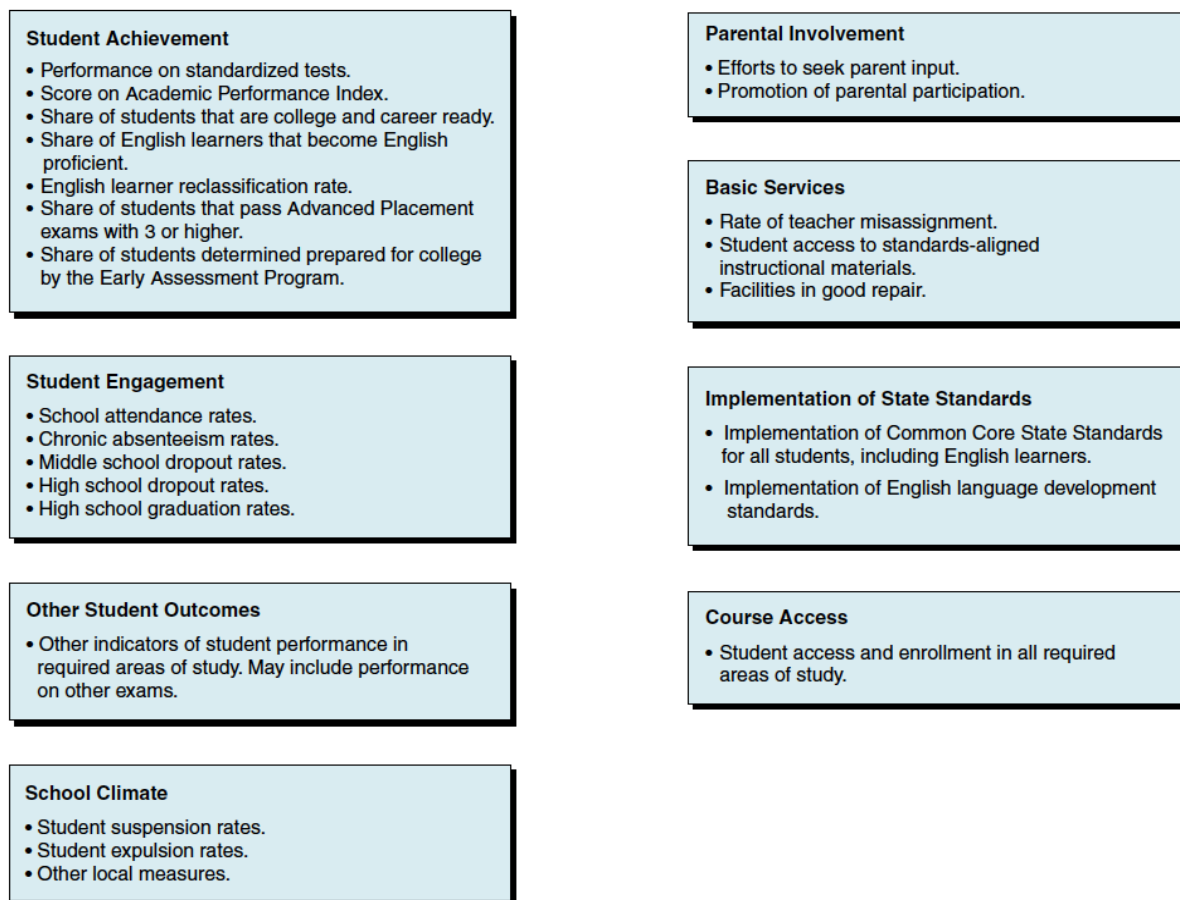 Student Achievement
• Performance on standardized tests.
• Score on Academic Performance Index.
• Share of students that are college and career ready.
• Share of English learners that become English
proficient.
• English learner reclassification rate.
• Share of students that pass Advanced Placement
exams with 3 or higher.
• Share of students determined prepared for college
by the Early Assessment Program.
Student Engagement
• School attendance rates.
• Chronic absenteeism rates.
• Middle school dropout rates.
• High school dropout rates.
• High school graduation rates.
Other Student Outcomes
• Other indicators of student performance in
required areas of study. May include performance
on other exams.
School Climate
• Student suspension rates.
• Student expulsion rates.
• Other local measures.
Parental Involvement
• Efforts to seek parent input.
• Promotion of parental participation.
Basic Services
• Rate of teacher misassignment.
• Student access to standards-aligned
instructional materials.
• Facilities in good repair.
Implementation of State Standards
• Implementation of Common Core State Standards
for all students, including English learners.
• Implementation of English language development
standards.
Course Access
• Student access and enrollment in all required
areas of study.